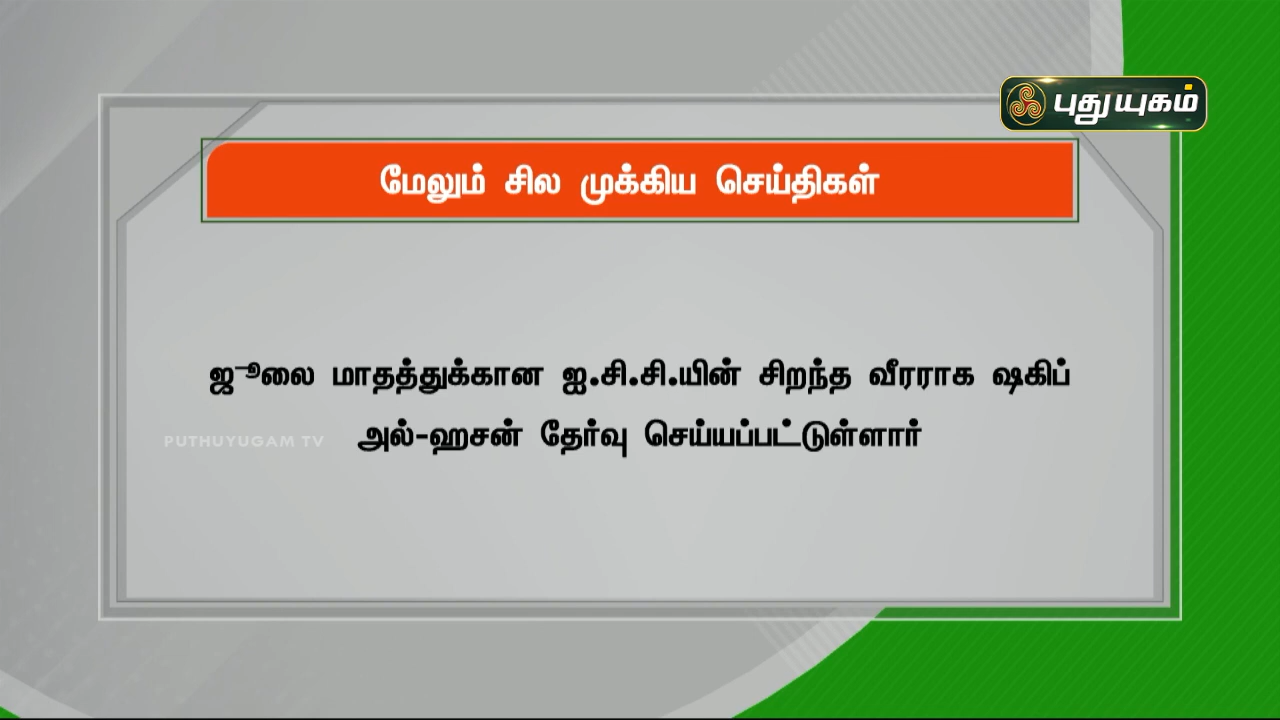 புதுயுகம்
மேலும் சில முக்கிய செய்திகள்
ஜூலை மாதத்துக்கான ஐ.சி.சி.யின் சிறந்த வீரராக ஷகிப்
அல்-ஹசன் தேர்வு செய்யப்பட்டுள்ளார்
PUTHUYUGAM TV